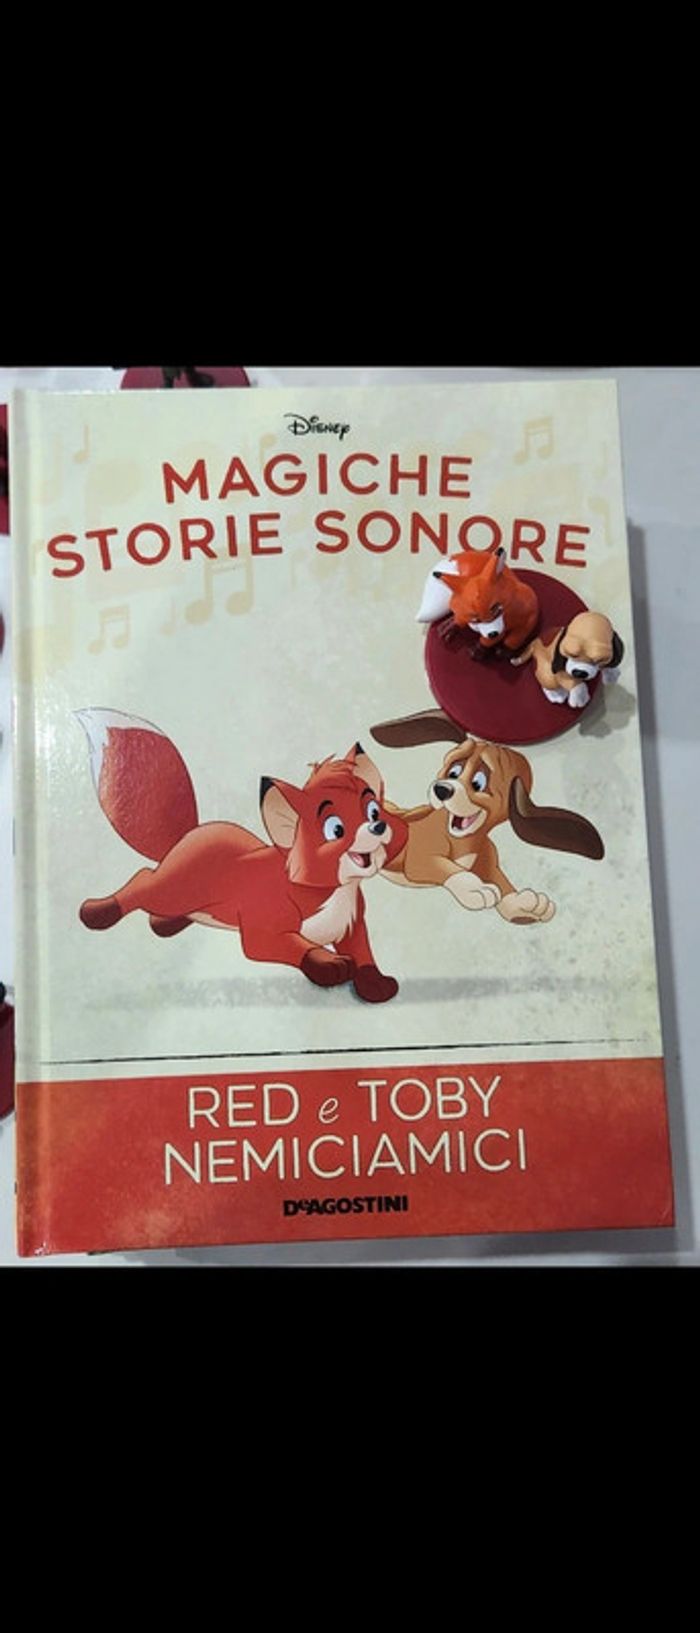 Disney
MAGICHE
STORIE SONORE
RED e TOBY
NEMICIAMICI
DeAGOSTINI